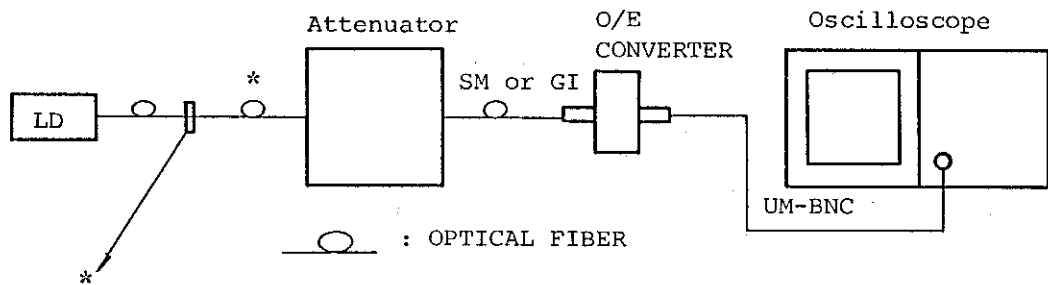 Attenuator
O/E
CONVERTER
Oscilloscope
*
SM or GI
LD
UM-BNC
: OPTICAL FIBER
*